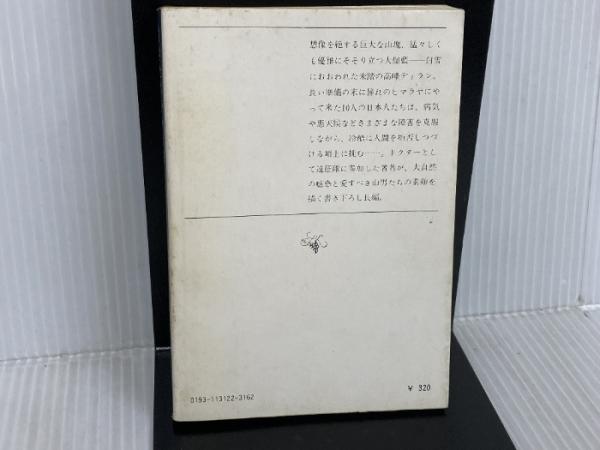 想像を絶する巨大な山塊、猛々しく
も優雅にそそり立つ大伽藍——白雪
におおわれた未踏の高峰ディラン。
長い準備の末に憧れのヒマラヤにや
って来た10人の日本人たちは、病気
や悪天候などさまざまな障害を克服
しながら、冷酷に人間を拒否しつづ
ける頂上に挑む——。ドクターとし
て遠征隊に参加した著者が、大自然
の魅惑と愛すべき山男たちの素顔を
描く書き下ろし長編。
0193-113122-3162
¥ 320